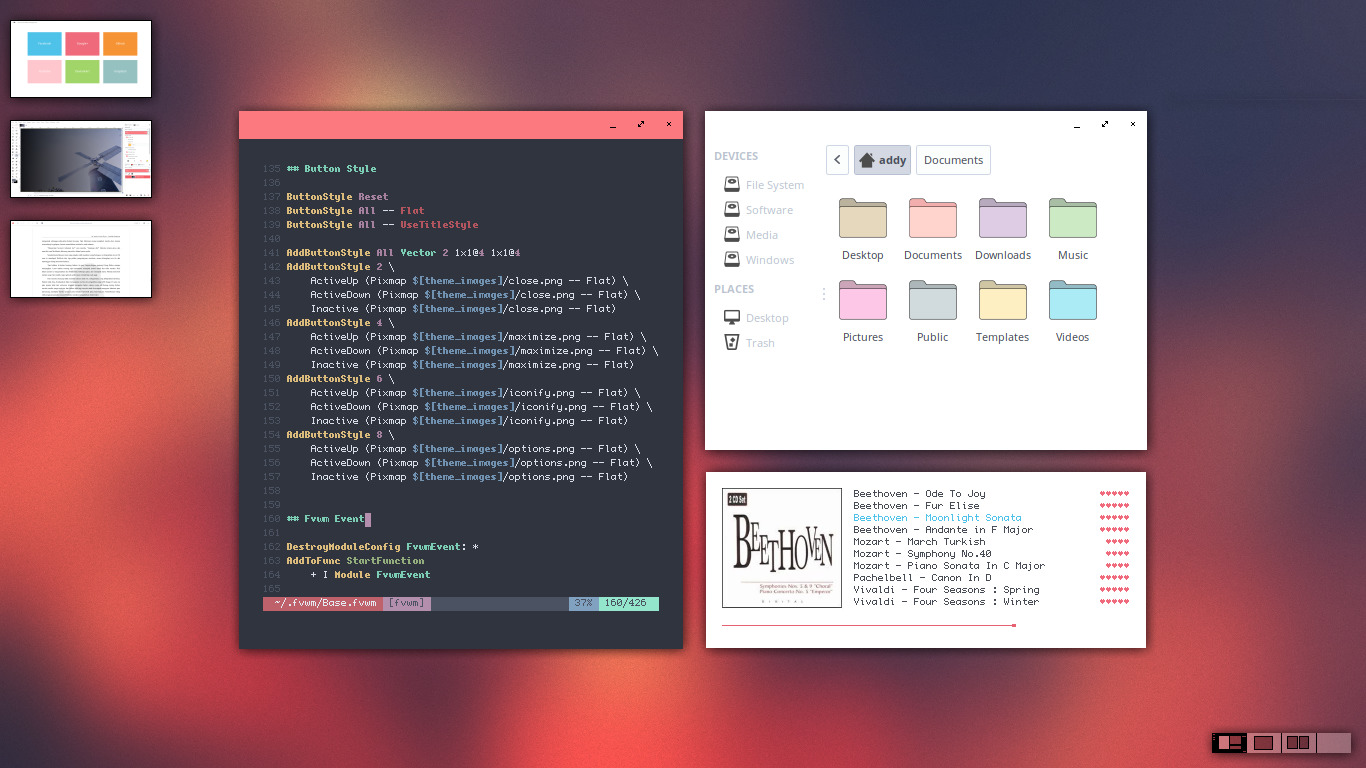 135 ## Button Style
136
137 ButtonStyle Reset
138 ButtonStyle All -- Flat
139 ButtonStyle All -- UseTitleStyle
140
141 AddButtonStyle All Vector 2 1x1@4 1x1@4
142 AddButtonStyle 2 \
143 ActiveUp (Pixmap $[theme_images]/close.png -- Flat) \
144 ActiveDown (Pixmap $[theme_images]/close.png -- Flat) \
145 Inactive (Pixmap $[theme_images]/close.png -- Flat)
146 AddButtonStyle 4 \
147 ActiveUp (Pixmap $[theme_images]/maximize.png -- Flat) \
148 ActiveDown (Pixmap $[theme_images]/maximize.png -- Flat) \
149 Inactive (Pixmap $[theme_images]/maximize.png -- Flat)
150 AddButtonStyle 6 \
151 ActiveUp (Pixmap $[theme_images]/iconify.png -- Flat) \
152 ActiveDown (Pixmap $[theme_images]/iconify.png -- Flat) \
153 Inactive (Pixmap $[theme_images]/iconify.png -- Flat)
154 AddButtonStyle 8 \
155 ActiveUp (Pixmap $[theme_images]/options.png -- Flat) \
156 ActiveDown (Pixmap $[theme_images]/options.png -- Flat) \
157 Inactive (Pixmap $[theme_images]/options.png -- Flat)
158
159
160 ## Fvwm Event
161
162 DestroyModuleConfig FvwmEvent: *
163 AddToFunc StartFunction
164 + I Module FvwmEvent
165
~/.fvwm/Base.fvwm [fvwm] 37% 160/426
DEVICES
File System
Software
Media
Windows
PLACES
Desktop
Trash
addy Documents
Desktop Documents Downloads Music
Pictures Public Templates Videos
2 CD Set
BEETHOVEN
Symphonies Nos. 5 & 9 "Choral"
Piano Concerto No. 5 "Emperor"
DIGITAL
Beethoven - Ode To Joy ♥♥♥♥♥
Beethoven - Fur Elise ♥♥♥♥♥
Beethoven - Moonlight Sonata ♥♥♥♥♥
Beethoven - Andante in F Major ♥♥♥♥♥
Mozart - March Turkish ♥♥♥♥
Mozart - Symphony No.40 ♥♥♥♥
Mozart - Piano Sonata In C Major ♥♥♥♥
Pachelbell - Canon In D ♥♥♥♥♥
Vivaldi - Four Seasons : Spring ♥♥♥♥♥
Vivaldi - Four Seasons : Winter ♥♥♥♥♥